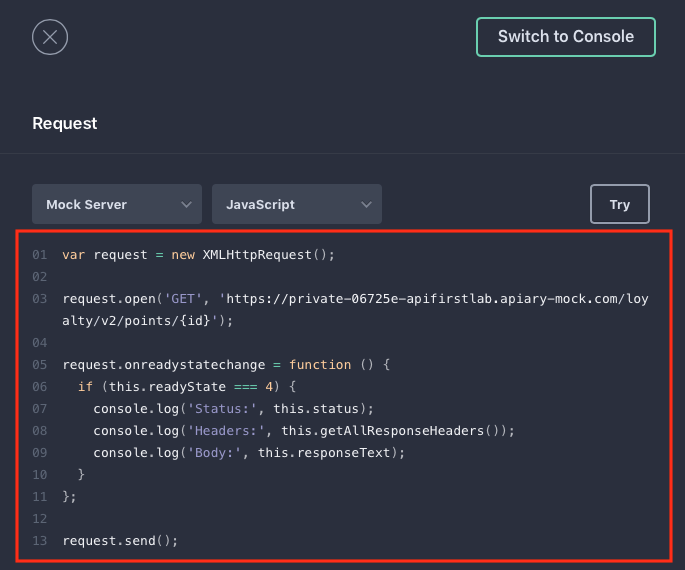 Switch to Console
Request
Mock Server
JavaScript
Try
01 var request = new XMLHttpRequest();
02
03 request.open('GET', 'https://private-06725e-apifirstlab.apiary-mock.com/loy
alty/v2/points/{id}');
04
05 request.onreadystatechange = function () {
06   if (this.readyState === 4) {
07     console.log('Status:', this.status);
08     console.log('Headers:', this.getAllResponseHeaders());
09     console.log('Body:', this.responseText);
10   }
11 };
12
13 request.send();